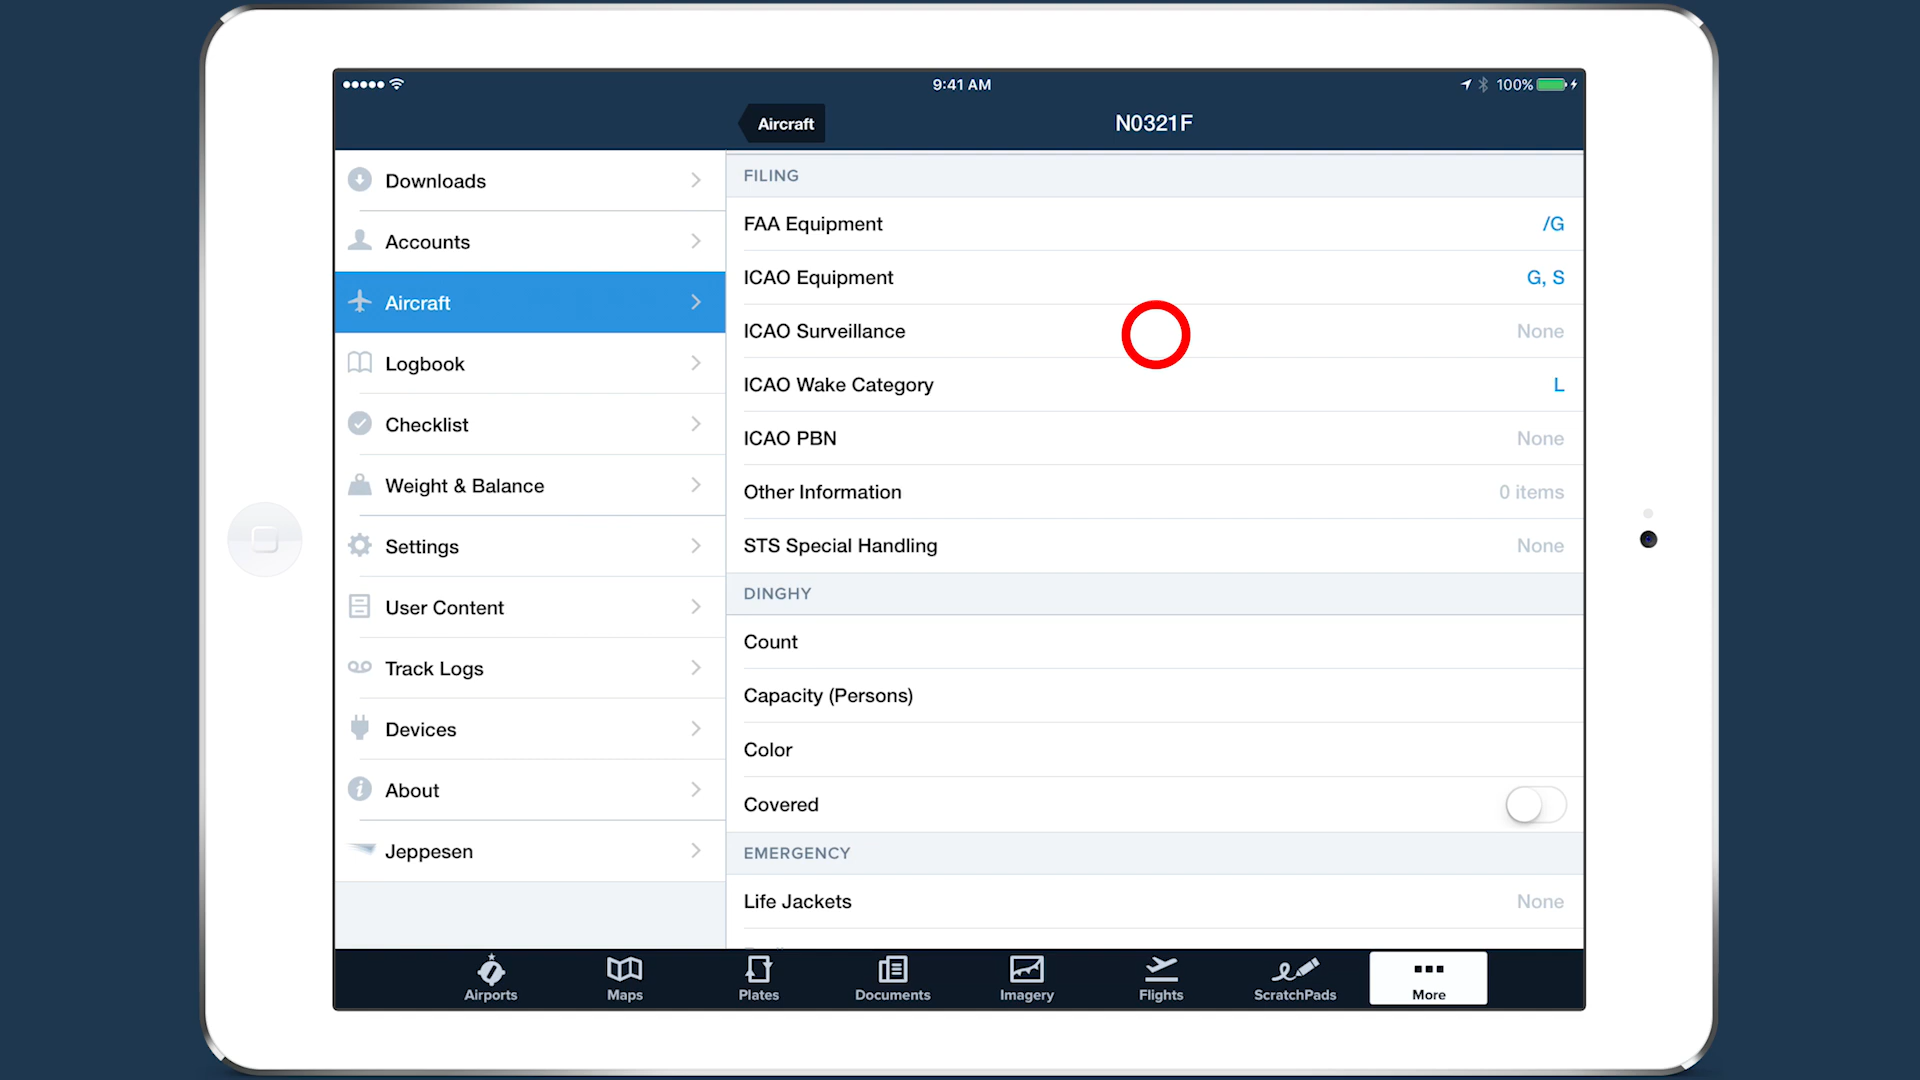 9:41 AM
100%
Aircraft
N0321F
Downloads
Accounts
Aircraft
Logbook
Checklist
Weight & Balance
Settings
User Content
Track Logs
Devices
About
Jeppesen
FILING
FAA Equipment /G
ICAO Equipment G, S
ICAO Surveillance None
ICAO Wake Category L
ICAO PBN None
Other Information 0 items
STS Special Handling None
DINGHY
Count
Capacity (Persons)
Color
Covered
EMERGENCY
Life Jackets None
Airports
Maps
Plates
Documents
Imagery
Flights
ScratchPads
More